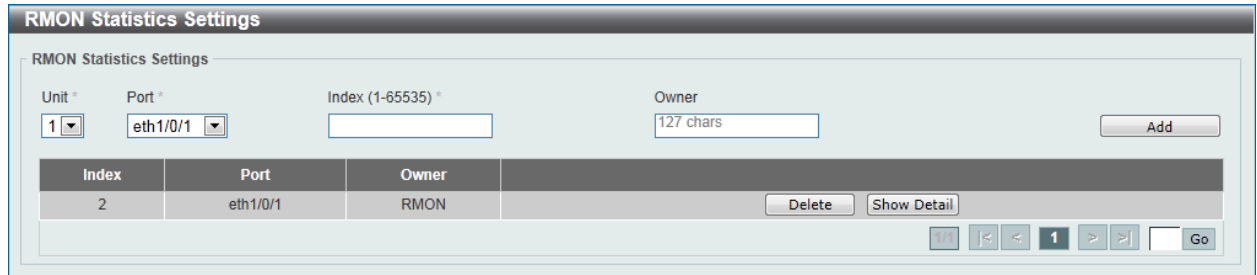 RMON Statistics Settings
RMON Statistics Settings
Unit * Port * Index (1-65535) * Owner
1 eth1/0/1 127 chars Add
Index Port Owner
2 eth1/0/1 RMON Delete Show Detail
1/1 |< < 1 > >| Go